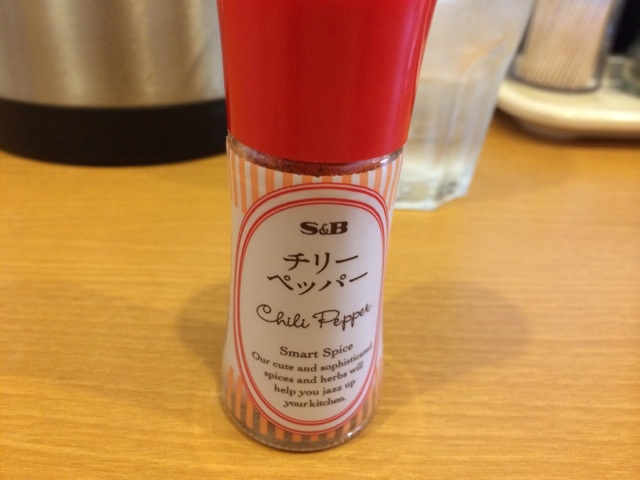 S&B
チリー
ペッパー
Chili Pepper
Smart Spice
Our cute and sophisticated
spices and herbs will
help you jazz up
your kitchen.